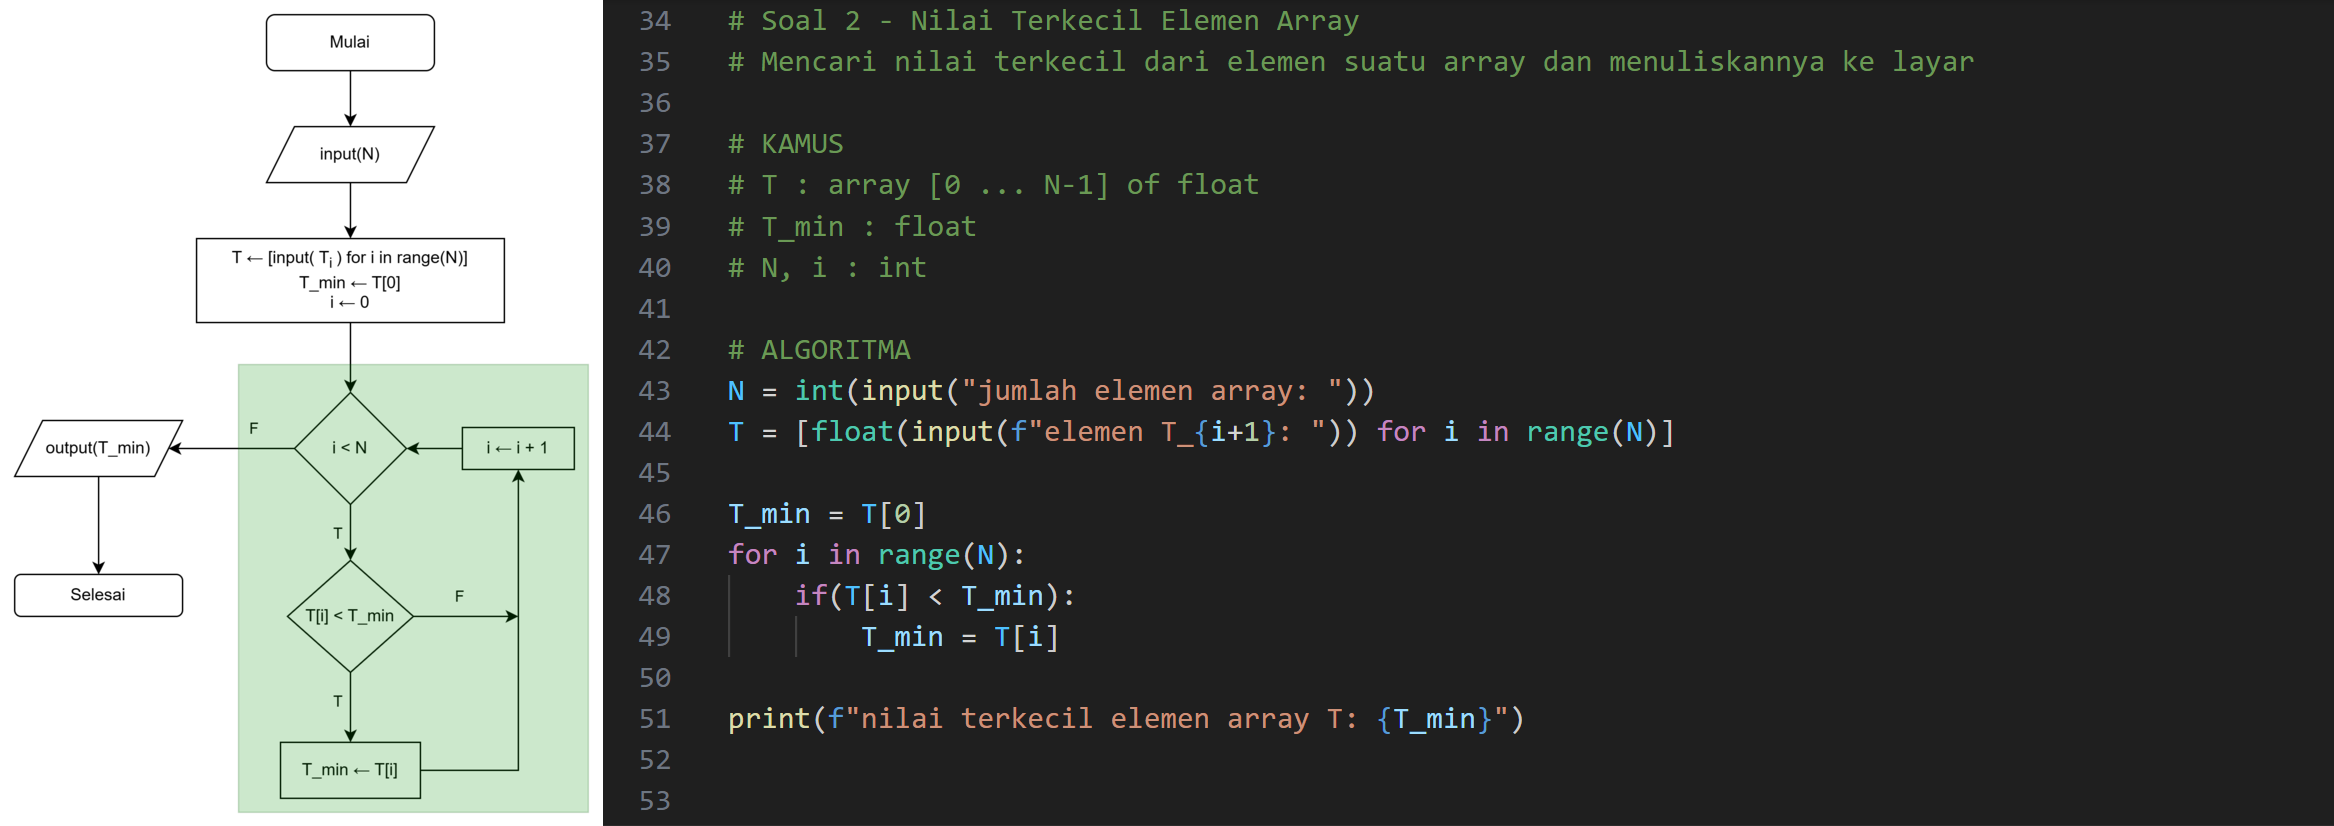 Mulai
input(N)
T ← [input( Ti ) for i in range(N)]
T_min ← T[0]
i ← 0
i < N
F
T
i ← i + 1
output(T_min)
Selesai
T[i] < T_min
F
T
T_min ← T[i]
34 # Soal 2 - Nilai Terkecil Elemen Array
35 # Mencari nilai terkecil dari elemen suatu array dan menuliskannya ke layar
36
37 # KAMUS
38 # T : array [0 ... N-1] of float
39 # T_min : float
40 # N, i : int
41
42 # ALGORITMA
43 N = int(input("jumlah elemen array: "))
44 T = [float(input(f"elemen T_{i+1}: ")) for i in range(N)]
45
46 T_min = T[0]
47 for i in range(N):
48     if(T[i] < T_min):
49         T_min = T[i]
50
51 print(f"nilai terkecil elemen array T: {T_min}")
52
53